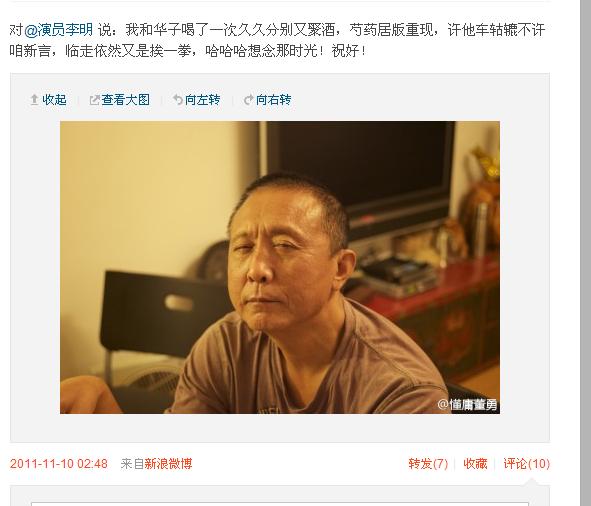 对@演员李明 说：我和华子喝了一次久久分别又聚酒，芍药居版重现，许他车轱辘不许
咱新言，临走依然又是挨一拳，哈哈哈想念那时光！祝好！
收起 查看大图 向左转 向右转
@懂庸董勇
2011-11-10 02:48 来自新浪微博 转发(7) 收藏 评论(10)